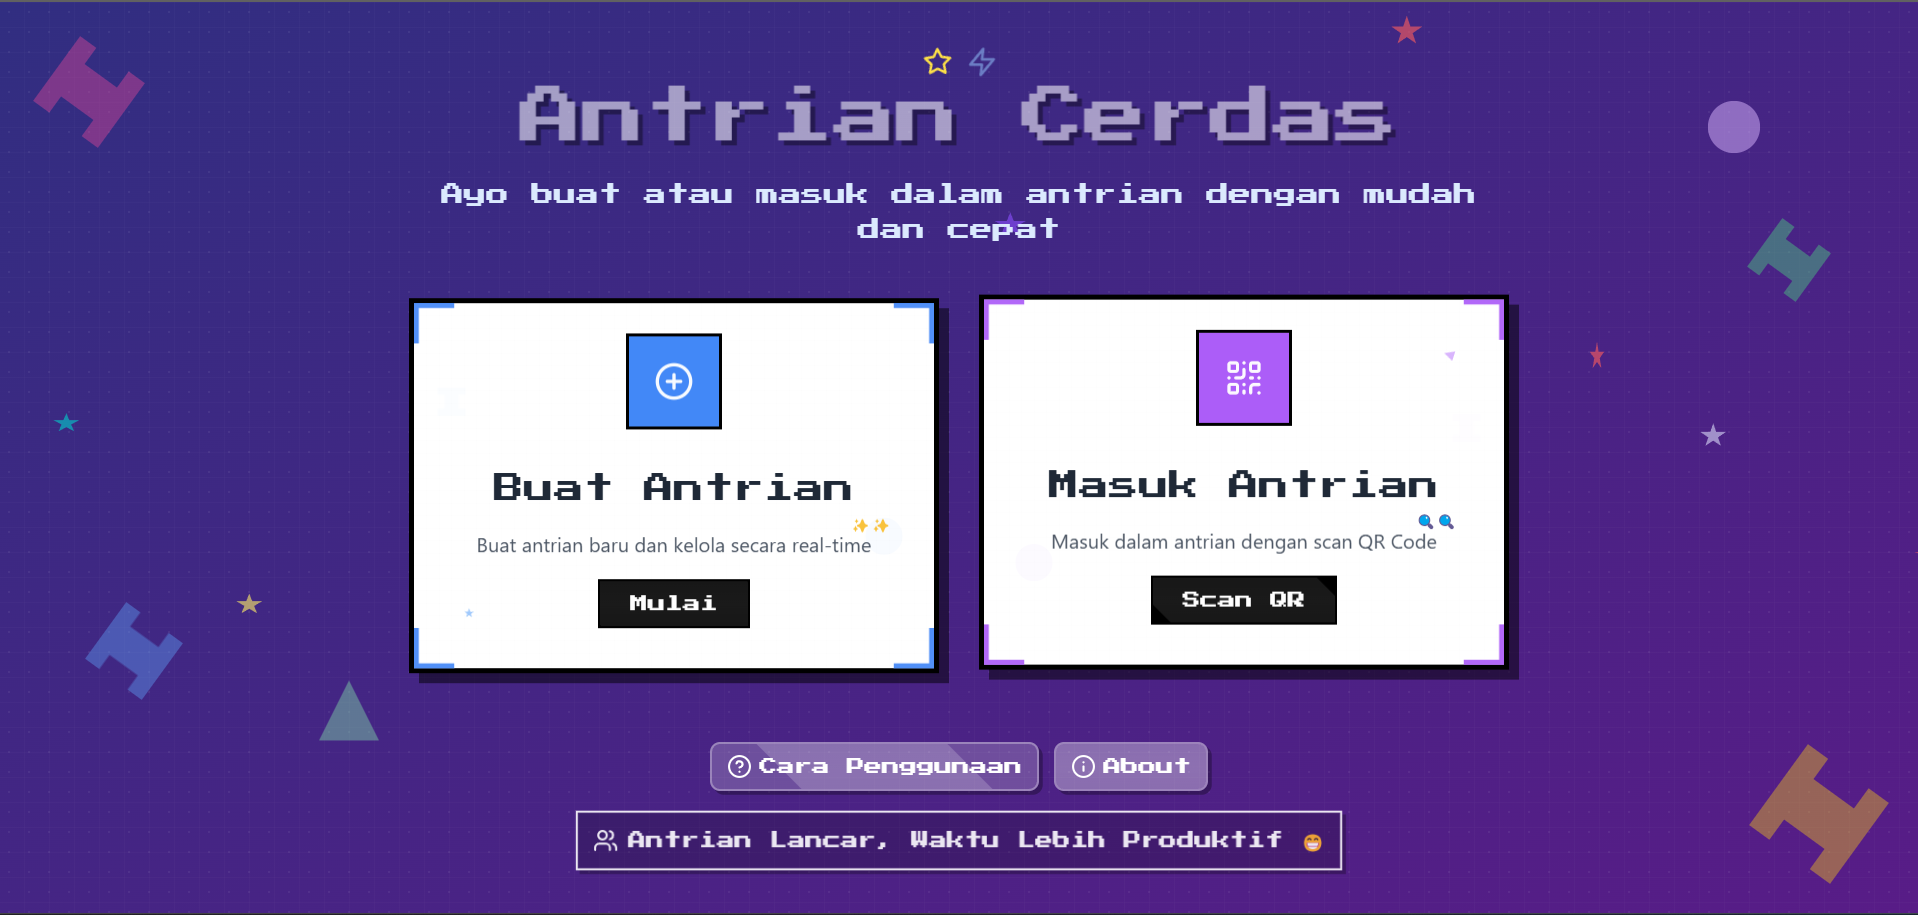 Antrian Cerdas
Ayo buat atau masuk dalam antrian dengan mudah
dan cepat
Buat Antrian
✨✨
Buat antrian baru dan kelola secara real-time
Mulai
Masuk Antrian
🔍🔍
Masuk dalam antrian dengan scan QR Code
Scan QR
Cara Penggunaan
About
Antrian Lancar, Waktu Lebih Produktif 😁